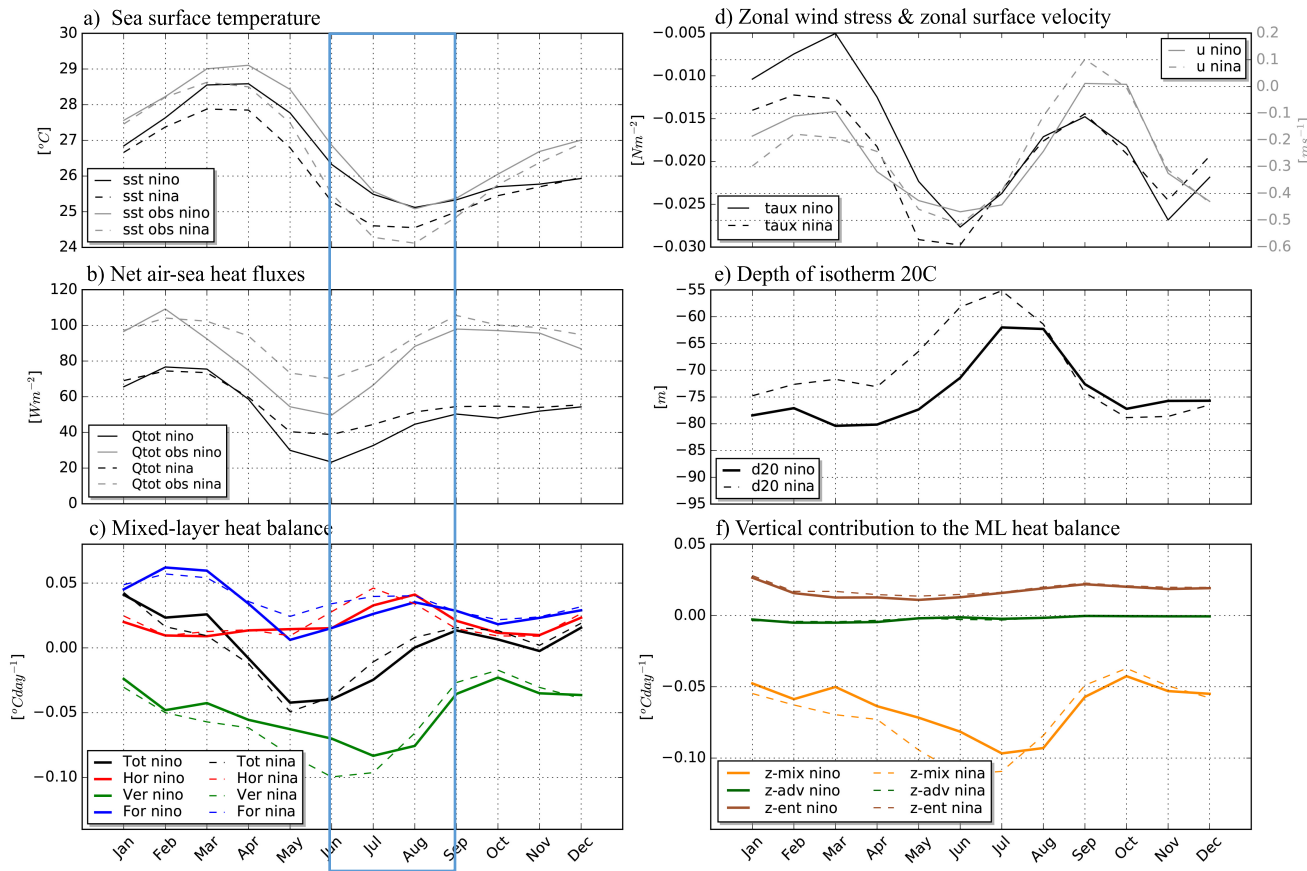 a) Sea surface temperature
30
29
28
27
26
25
24
[°C]
sst nino
sst nina
sst obs nino
sst obs nina
b) Net air-sea heat fluxes
120
100
80
60
40
20
0
[Wm⁻²]
Qtot nino
Qtot obs nino
Qtot nina
Qtot obs nina
c) Mixed-layer heat balance
0.05
0.00
−0.05
−0.10
[°Cday⁻¹]
Tot nino Tot nina
Hor nino Hor nina
Ver nino Ver nina
For nino For nina
Jan Feb Mar Apr May Jun Jul Aug Sep Oct Nov Dec
d) Zonal wind stress & zonal surface velocity
−0.005
−0.010
−0.015
−0.020
−0.025
−0.030
[Nm⁻²]
u nino
u nina
taux nino
taux nina
0.2
0.1
0.0
−0.1
−0.2
−0.3
−0.4
−0.5
−0.6
[ms⁻¹]
e) Depth of isotherm 20C
−55
−60
−65
−70
−75
−80
−85
−90
−95
[m]
d20 nino
d20 nina
f) Vertical contribution to the ML heat balance
0.05
0.00
−0.05
−0.10
[°Cday⁻¹]
z-mix nino z-mix nina
z-adv nino z-adv nina
z-ent nino z-ent nina
Jan Feb Mar Apr May Jun Jul Aug Sep Oct Nov Dec